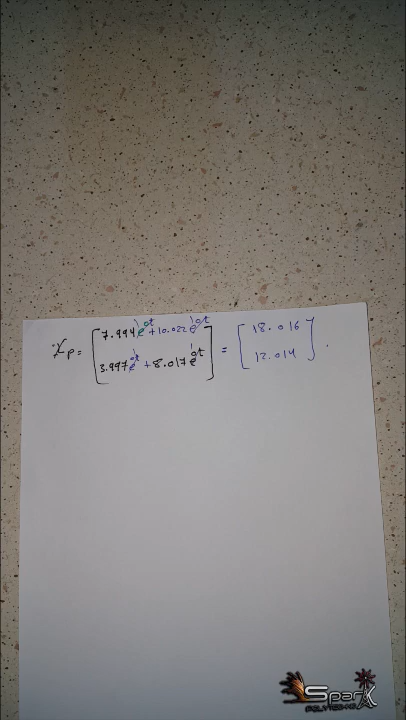 Xp = [ 7.994e^0t + 10.022e^0t ] = [ 18.016 ]
[ 3.997e^0t + 8.017e^0t ] [ 12.014 ] .
Spark